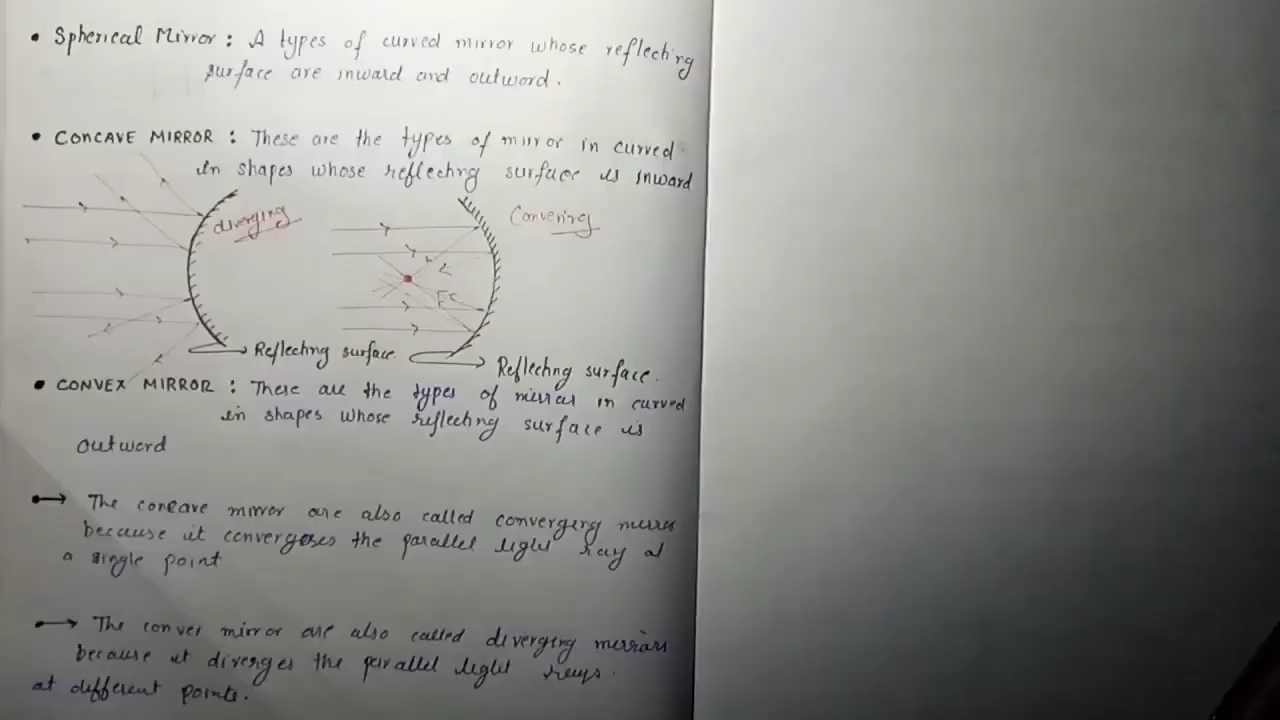 • Spherical Mirror : A types of curved mirror whose reflecting
surface are inward and outword.
• CONCAVE MIRROR : These are the types of mirror in curved
in shapes whose reflecting surface is inward
diverging
Convering
F
Reflecting surface
Reflecting surface.
• CONVEX MIRROR : These are the types of mirror in curved
in shapes whose reflecting surface is
outword
→ The concave mirror are also called converging mirror
because it converges the parallel light ray at
a single point
→ The convex mirror are also called diverging mirrors
because it diverges the parallel light rays.
at different points.